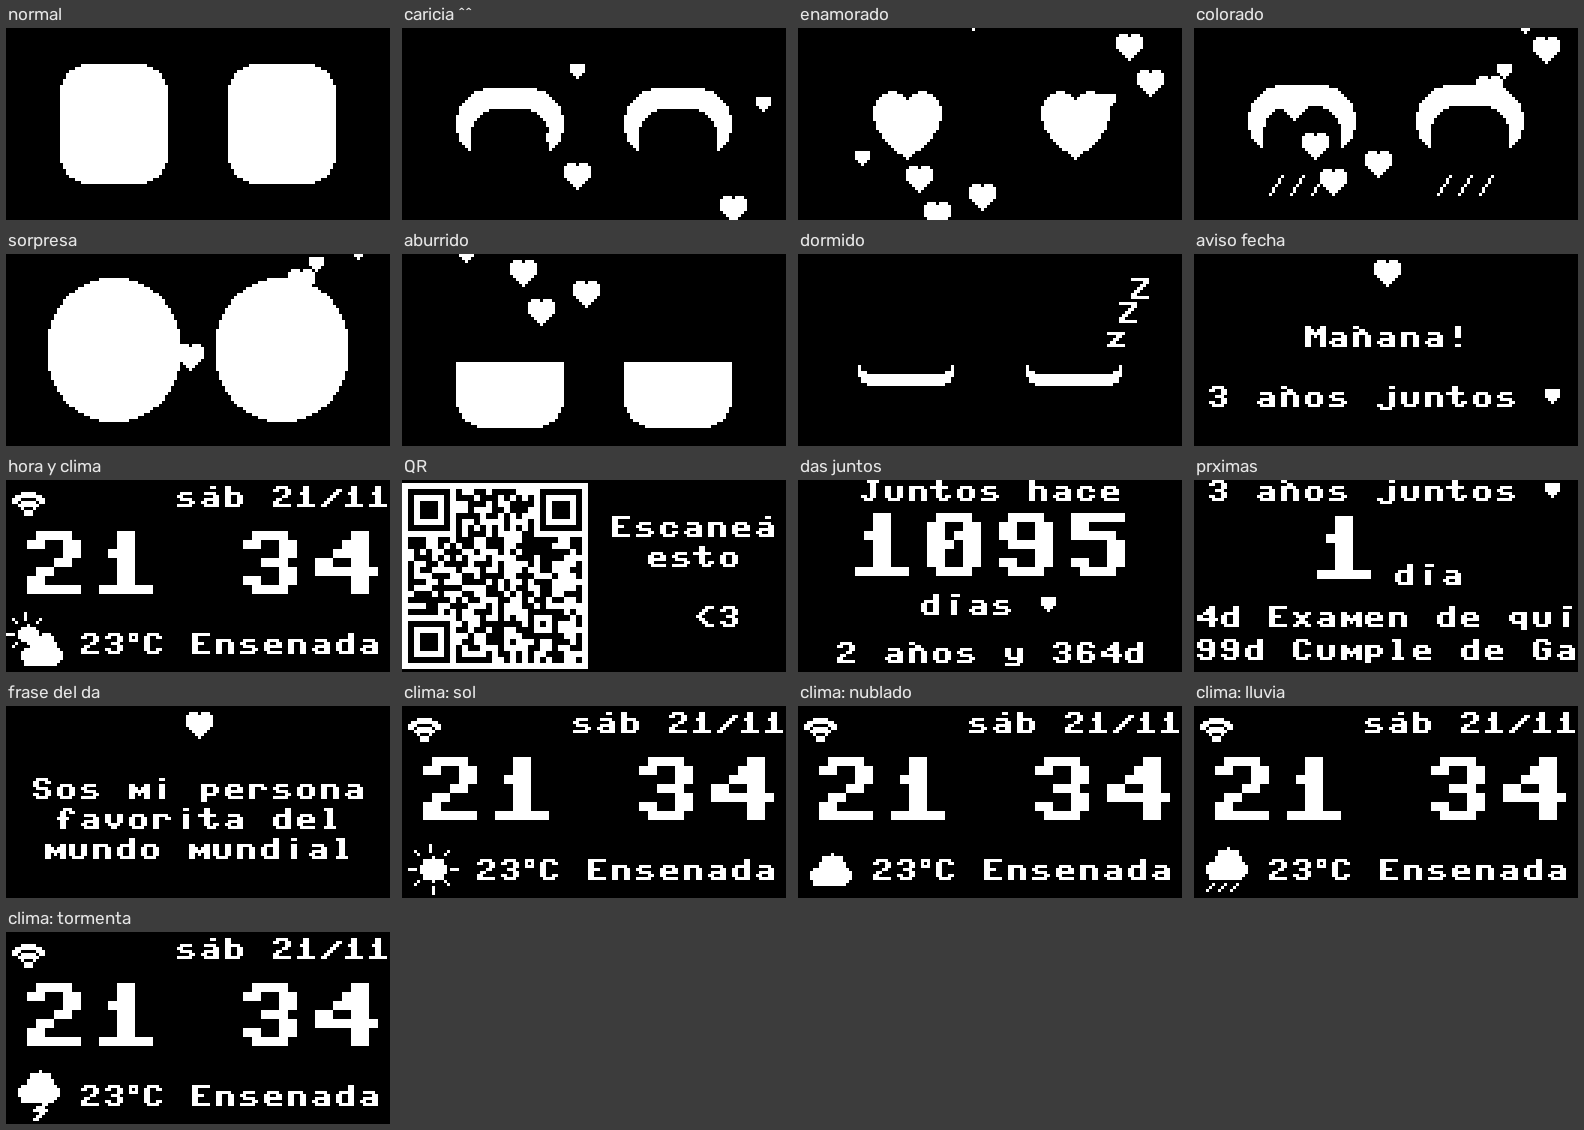 normal
caricia ^^
enamorado
colorado
sorpresa
aburrido
dormido
z
z
z
aviso fecha
Mañana!
3 años juntos ♥
hora y clima
sáb 21/11
21 34
23°C Ensenada
QR
Escaneá
esto
<3
das juntos
Juntos hace
1095
días ♥
2 años y 364d
prximas
3 años juntos ♥
1 día
4d Examen de quí
99d Cumple de Ga
frase del da
Sos mi persona
favorita del
mundo mundial
clima: sol
sáb 21/11
21 34
23°C Ensenada
clima: nublado
sáb 21/11
21 34
23°C Ensenada
clima: lluvia
sáb 21/11
21 34
23°C Ensenada
clima: tormenta
sáb 21/11
21 34
23°C Ensenada